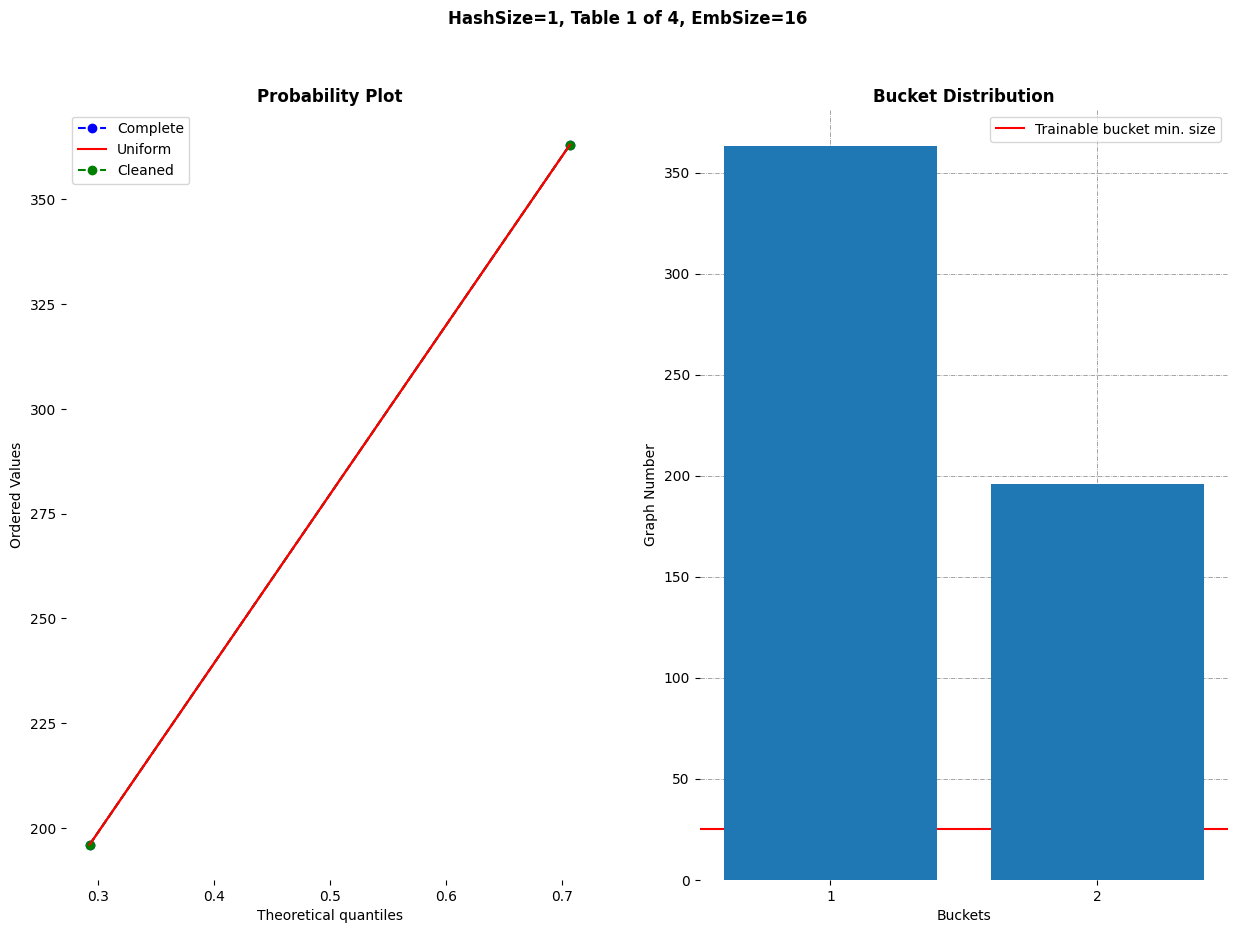 HashSize=1, Table 1 of 4, EmbSize=16
Probability Plot
Complete
Uniform
Cleaned
350
325
300
275
250
225
200
Ordered Values
0.3 0.4 0.5 0.6 0.7
Theoretical quantiles
Bucket Distribution
Trainable bucket min. size
350
300
250
200
150
100
50
0
Graph Number
1 2
Buckets